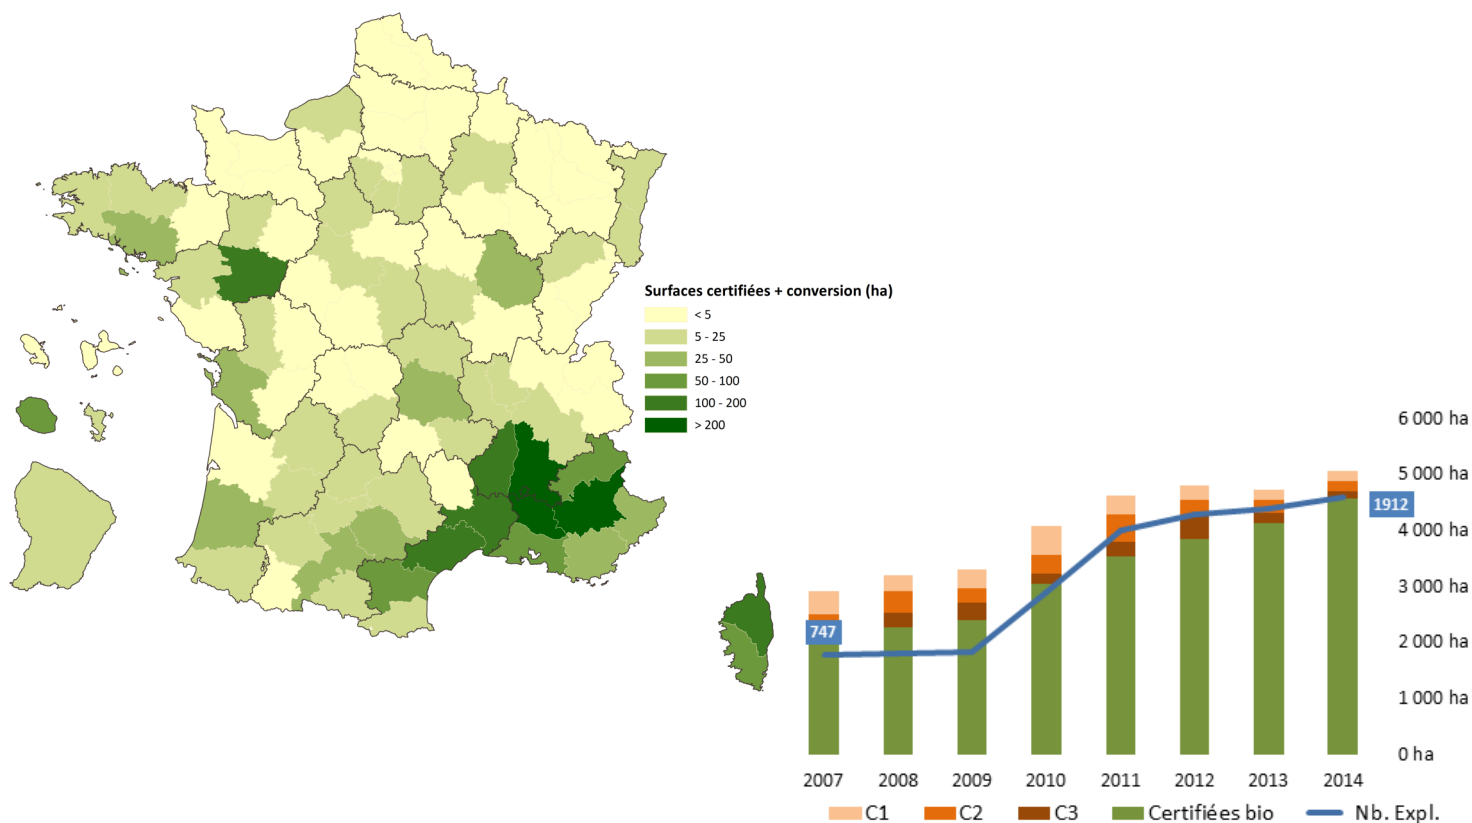 Surfaces certifiées + conversion (ha)
< 5
5 - 25
25 - 50
50 - 100
100 - 200
> 200
6 000 ha
5 000 ha
1912
4 000 ha
3 000 ha
747
2 000 ha
1 000 ha
0 ha
2007 2008 2009 2010 2011 2012 2013 2014
C1 C2 C3 Certifiées bio Nb. Expl.